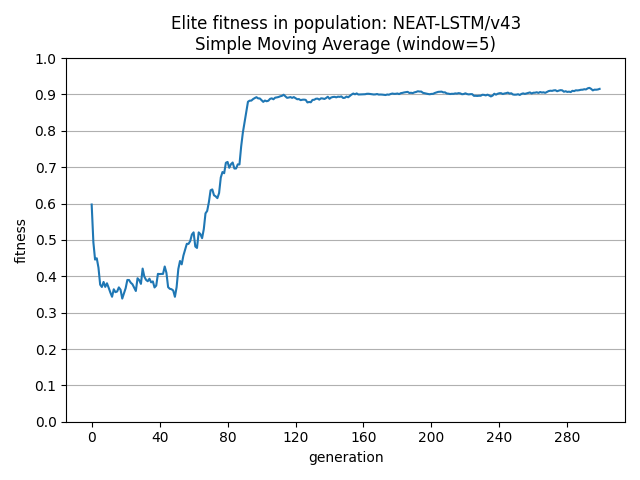 Elite fitness in population: NEAT-LSTM/v43
Simple Moving Average (window=5)
1.0
0.9
0.8
0.7
0.6
0.5
0.4
0.3
0.2
0.1
0.0
fitness
0 40 80 120 160 200 240 280
generation